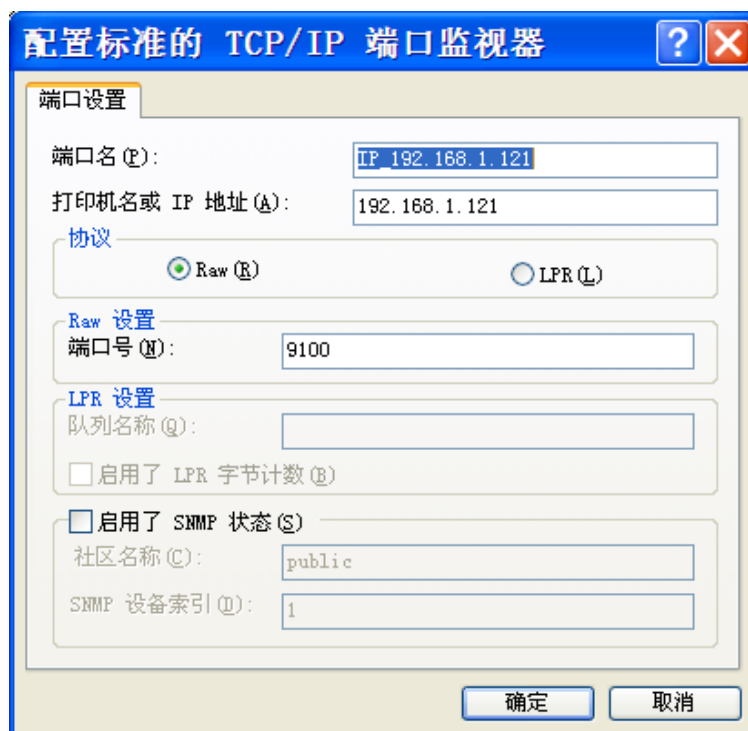 配置标准的 TCP/IP 端口监视器
端口设置
端口名(P): IP_192.168.1.121
打印机名或 IP 地址(A): 192.168.1.121
协议
Raw(R) LPR(L)
Raw 设置
端口号(N): 9100
LPR 设置
队列名称(Q):
启用了 LPR 字节计数(B)
启用了 SNMP 状态(S)
社区名称(C): public
SNMP 设备索引(D): 1
确定 取消